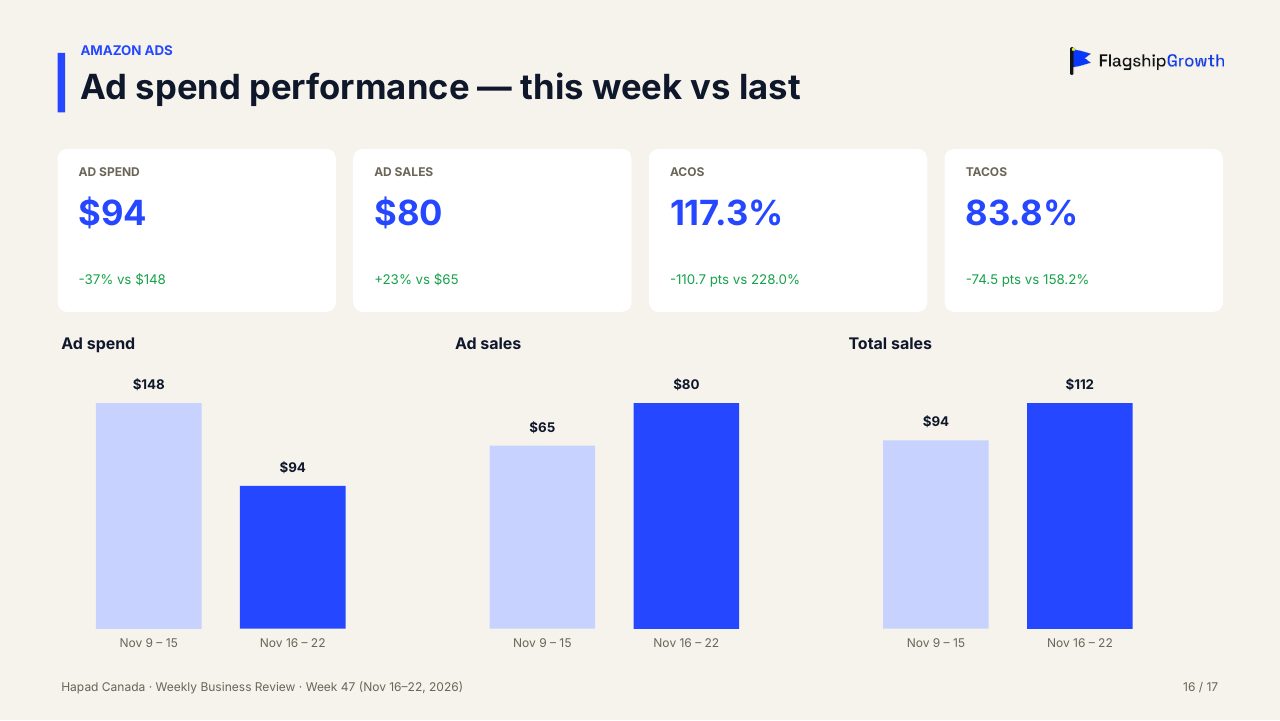 AMAZON ADS
Ad spend performance — this week vs last
FlagshipGrowth
AD SPEND
$94
-37% vs $148
AD SALES
$80
+23% vs $65
ACOS
117.3%
-110.7 pts vs 228.0%
TACOS
83.8%
-74.5 pts vs 158.2%
Ad spend
$148
$94
Nov 9 – 15
Nov 16 – 22
Ad sales
$65
$80
Nov 9 – 15
Nov 16 – 22
Total sales
$94
$112
Nov 9 – 15
Nov 16 – 22
Hapad Canada · Weekly Business Review · Week 47 (Nov 16–22, 2026)
16 / 17